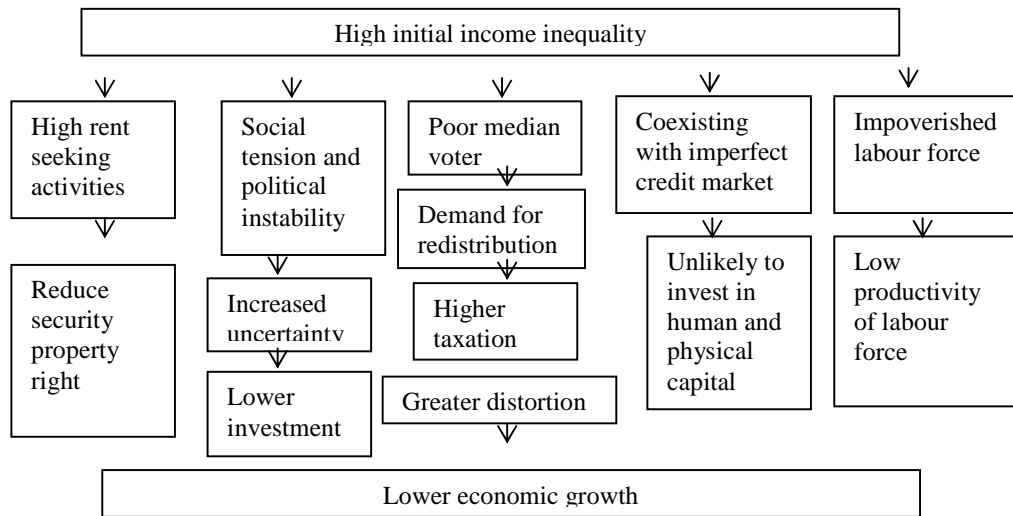 High initial income inequality
High rent
seeking
activities
Reduce
security
property
right
Social
tension and
political
instability
Increased
uncertainty
Lower
investment
Poor median
voter
Demand for
redistribution
Higher
taxation
Greater distortion
Coexisting
with imperfect
credit market
Unlikely to
invest in
human and
physical
capital
Impoverished
labour force
Low
productivity
of labour
force
Lower economic growth